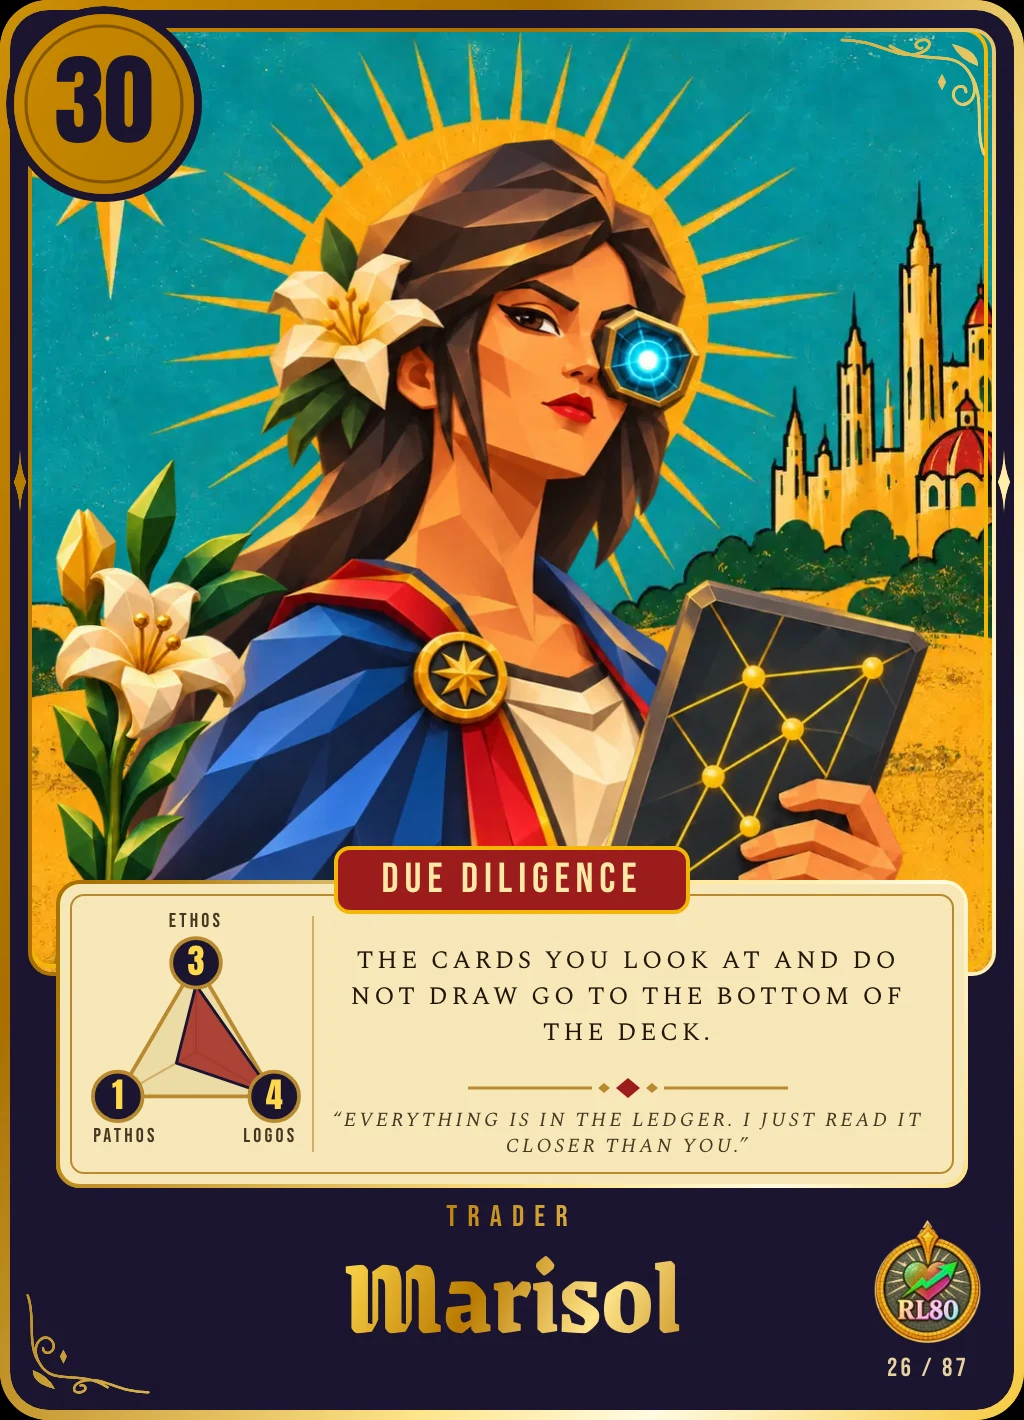 30
DUE DILIGENCE
ETHOS
3
1
4
PATHOS
LOGOS
THE CARDS YOU LOOK AT AND DO
NOT DRAW GO TO THE BOTTOM OF
THE DECK.
“EVERYTHING IS IN THE LEDGER. I JUST READ IT
CLOSER THAN YOU.”
TRADER
Marisol
RL80
26 / 87